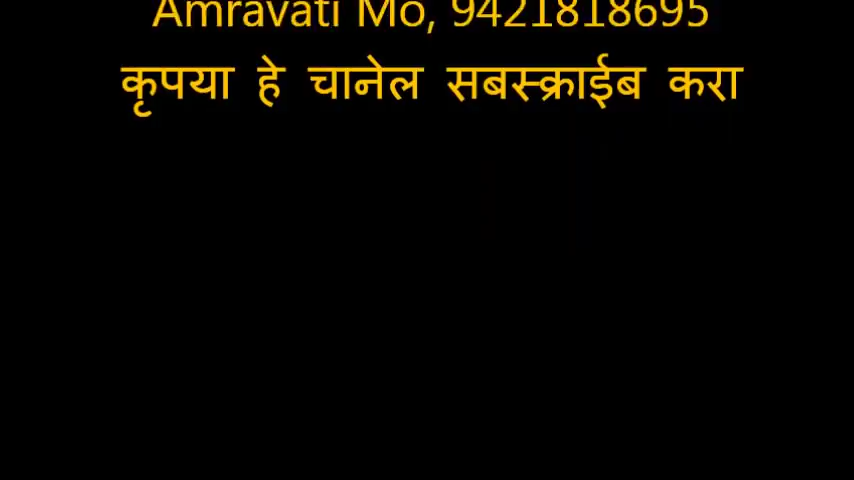 Amravati Mo, 9421818695
कृपया हे चानेल सबस्क्राईब करा